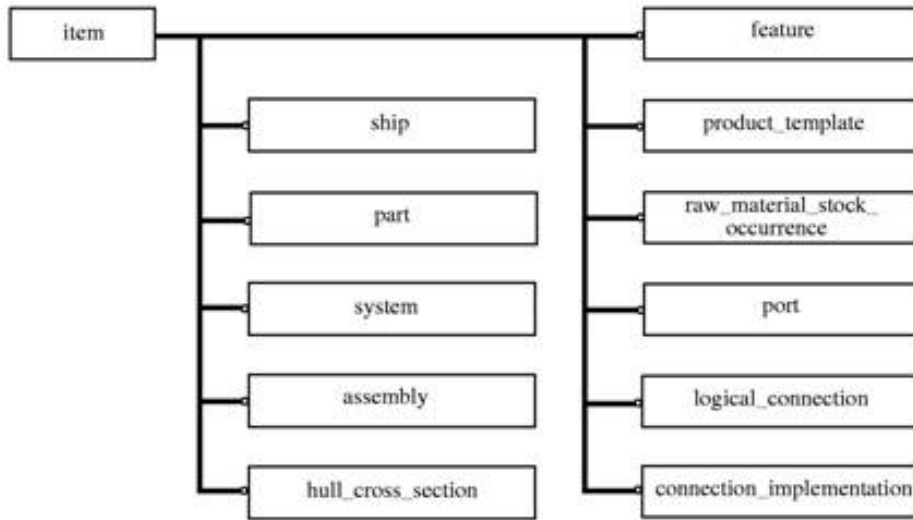 item
feature
ship
product_template
part
raw_material_stock_
occurrence
system
port
assembly
logical_connection
hull_cross_section
connection_implementation